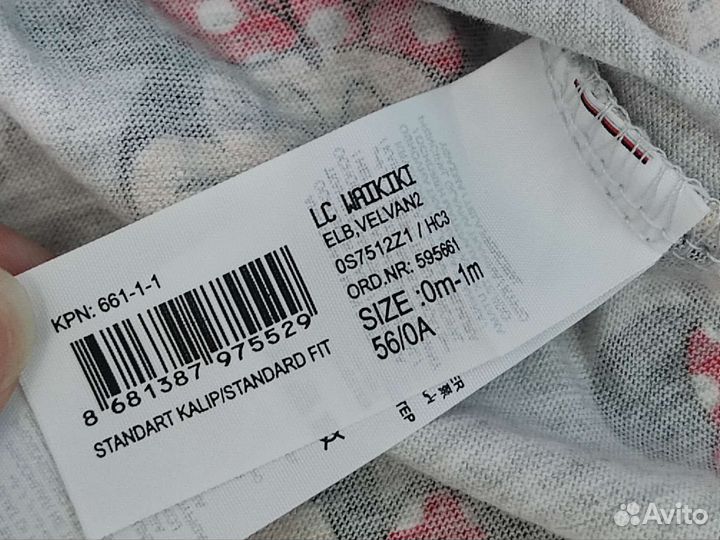 LC WAIKIKI
ELB,VELVAN2
0S7512Z1 / HC3
ORD.NR: 595661
SIZE :0m-1m
56/0A
KPN: 661-1-1
8 681387 975529
STANDART KALIP/STANDARD FIT
Avito